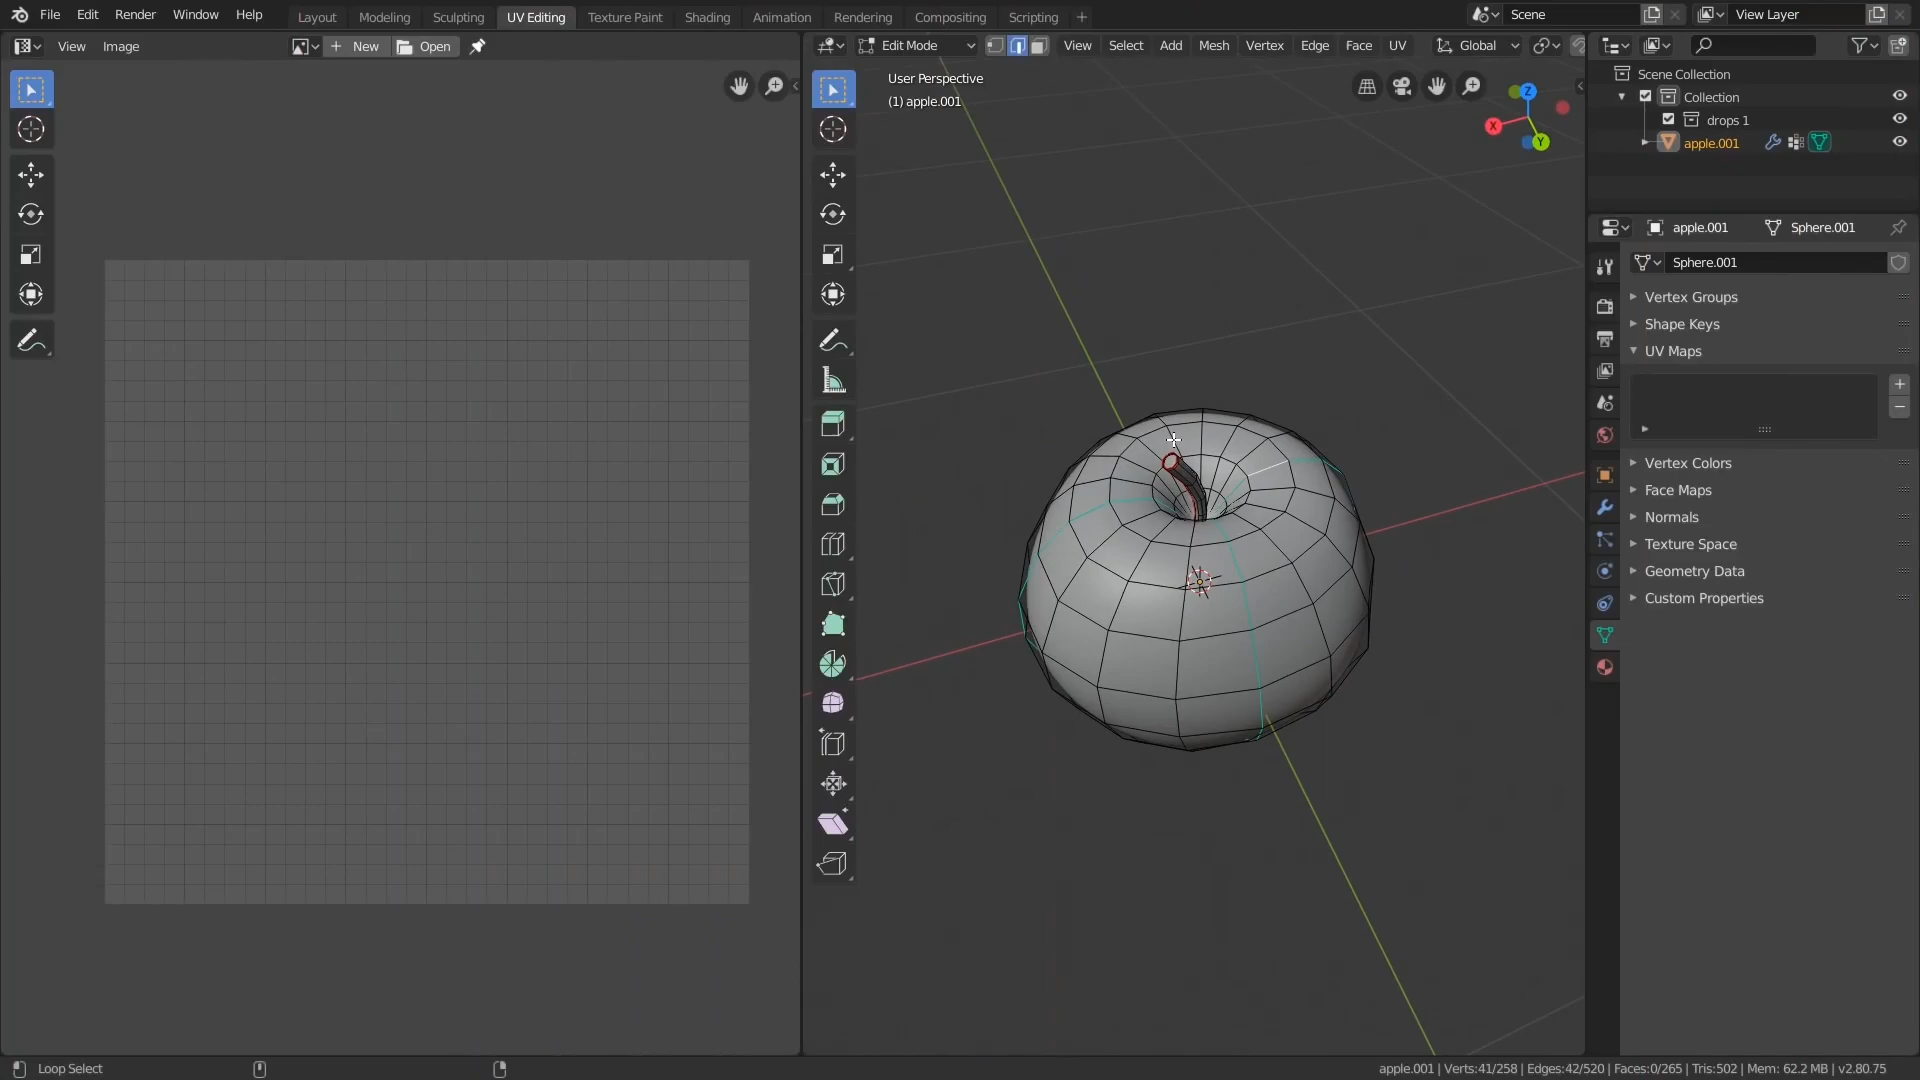 File Edit Render Window Help
Layout Modeling Sculpting UV Editing Texture Paint Shading Animation Rendering Compositing Scripting
Scene
View Layer
View Image
New
Open
Edit Mode
View Select Add Mesh Vertex Edge Face UV
Global
User Perspective
(1) apple.001
Z
X
Y
Scene Collection
Collection
drops 1
apple.001
apple.001
Sphere.001
Sphere.001
Vertex Groups
Shape Keys
UV Maps
Vertex Colors
Face Maps
Normals
Texture Space
Geometry Data
Custom Properties
Loop Select
apple.001 | Verts:41/258 | Edges:42/520 | Faces:0/265 | Tris:502 | Mem: 62.2 MB | v2.80.75